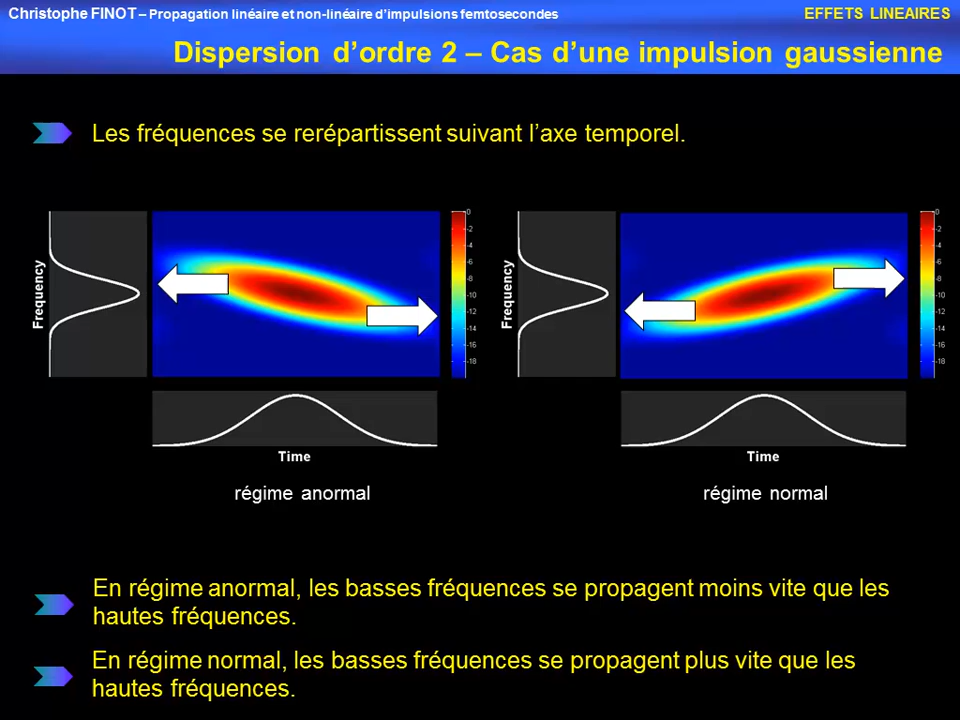 Christophe FINOT – Propagation linéaire et non-linéaire d'impulsions femtosecondes
EFFETS LINEAIRES
Dispersion d'ordre 2 – Cas d'une impulsion gaussienne
Les fréquences se rerépartissent suivant l'axe temporel.
Frequency
0
-2
-4
-6
-8
-10
-12
-14
-16
-18
Time
régime anormal
Frequency
0
-2
-4
-6
-8
-10
-12
-14
-16
-18
Time
régime normal
En régime anormal, les basses fréquences se propagent moins vite que les
hautes fréquences.
En régime normal, les basses fréquences se propagent plus vite que les
hautes fréquences.